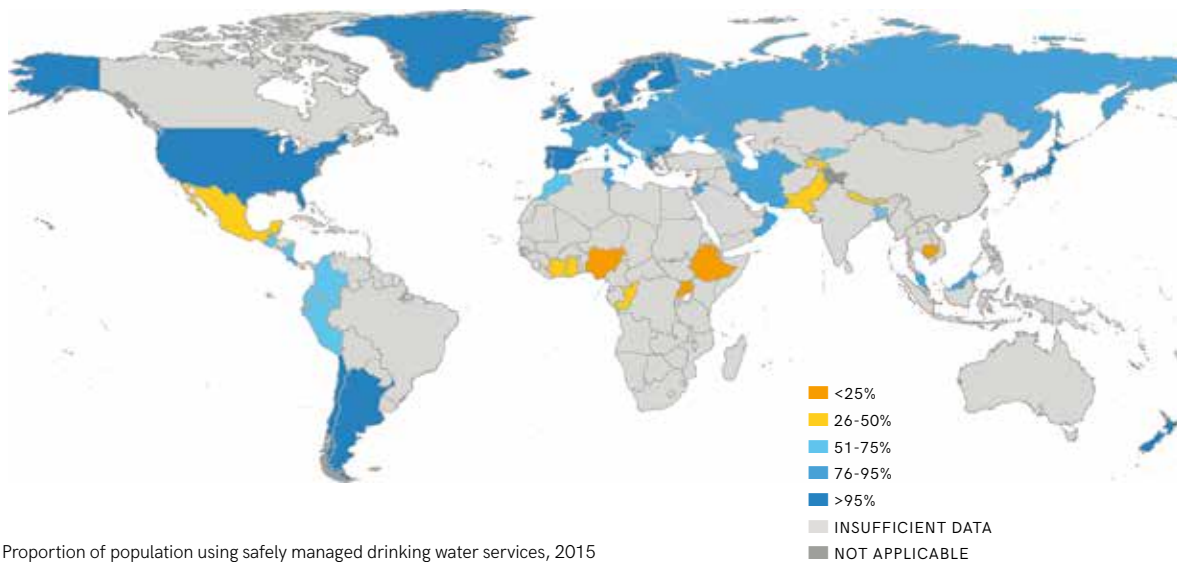 <25%
26-50%
51-75%
76-95%
>95%
INSUFFICIENT DATA
NOT APPLICABLE
Proportion of population using safely managed drinking water services, 2015